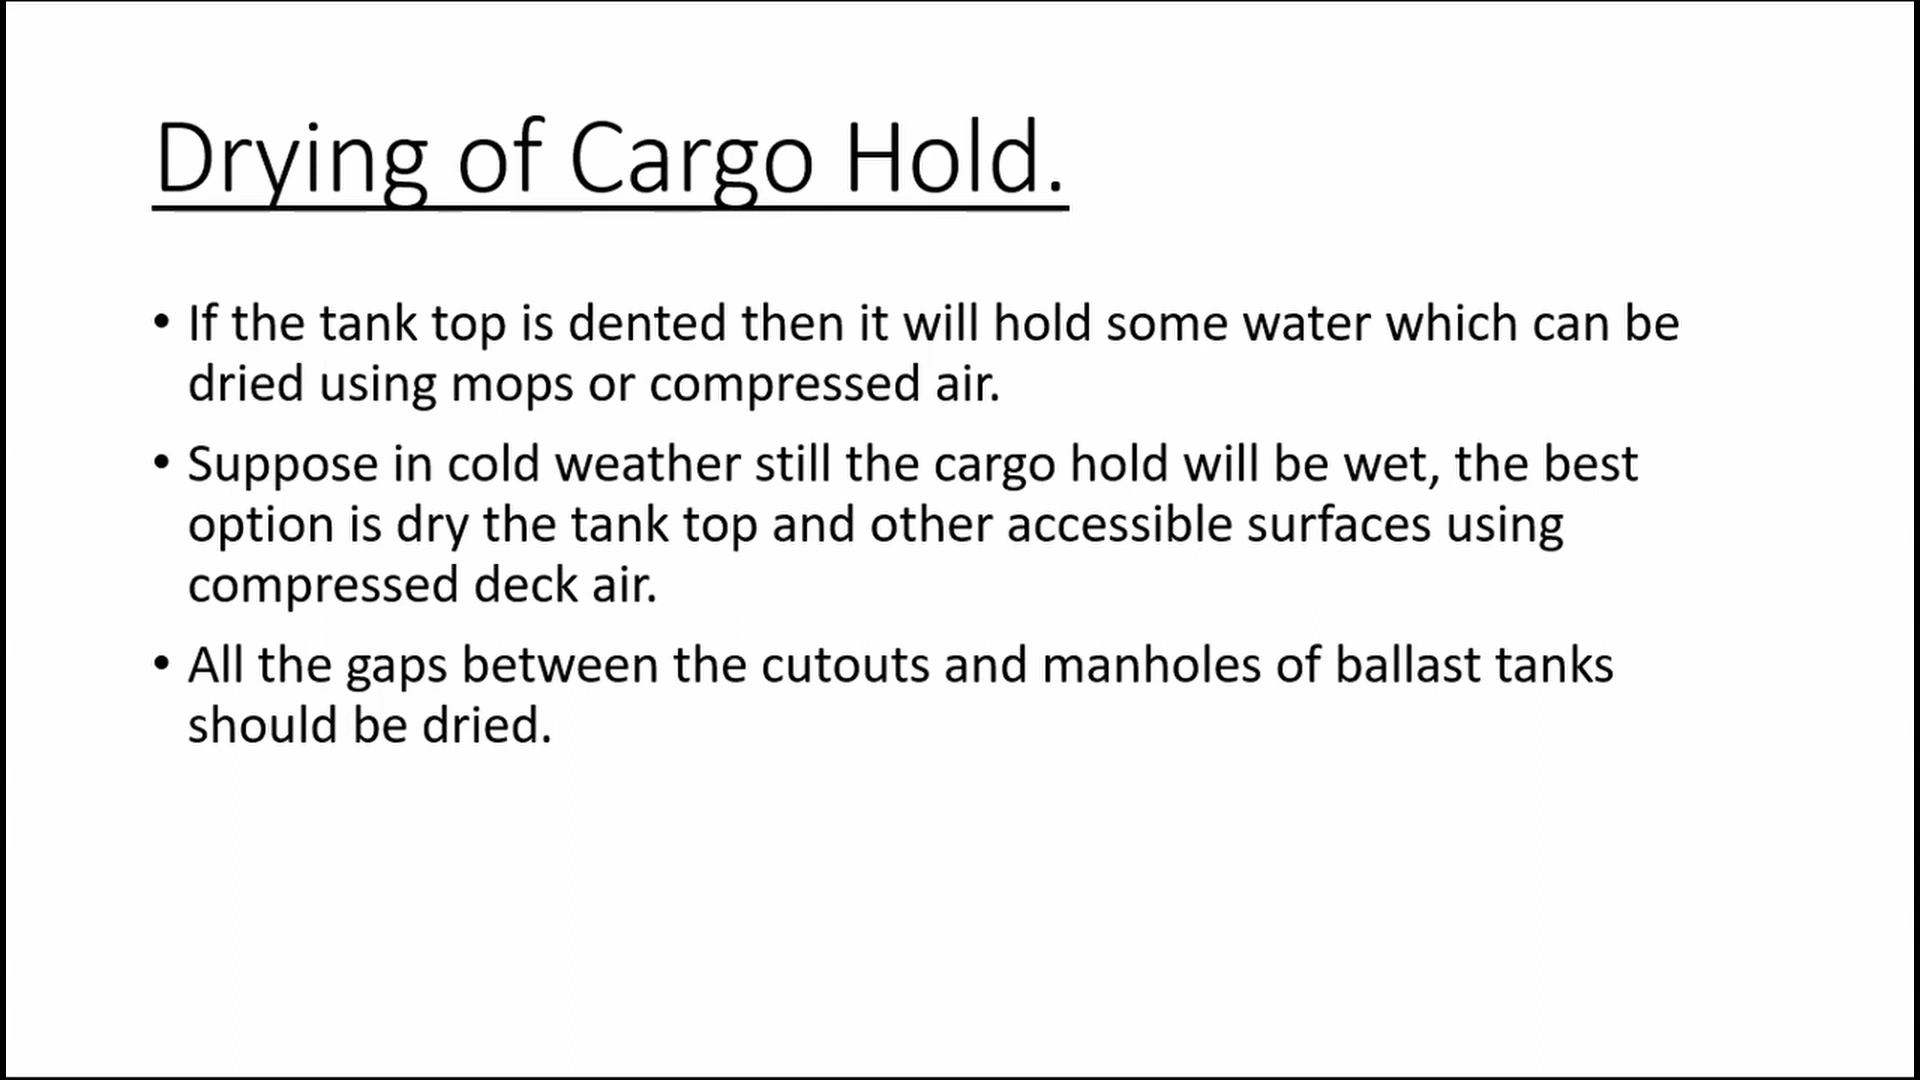 Drying of Cargo Hold.
• If the tank top is dented then it will hold some water which can be
dried using mops or compressed air.
• Suppose in cold weather still the cargo hold will be wet, the best
option is dry the tank top and other accessible surfaces using
compressed deck air.
• All the gaps between the cutouts and manholes of ballast tanks
should be dried.